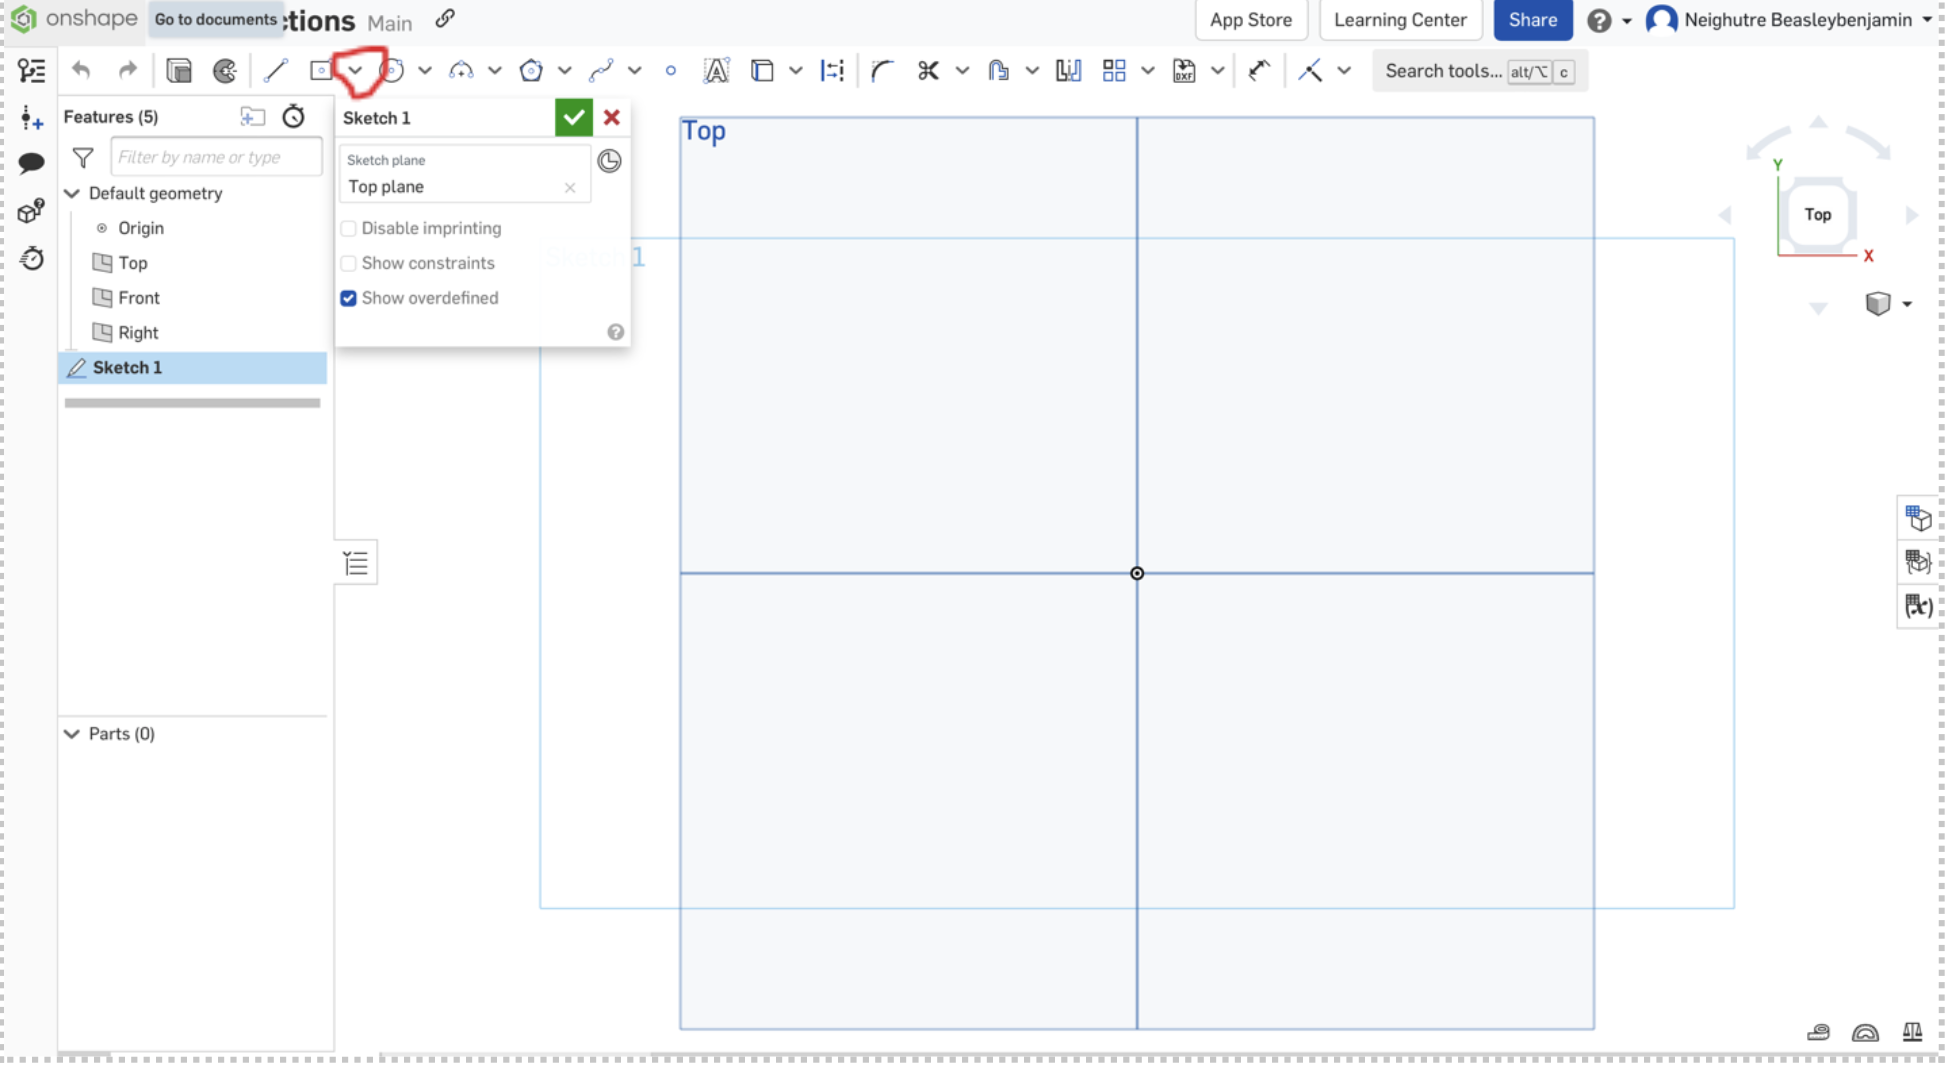 onshape Go to documents ctions Main App Store Learning Center Share Neighutre Beasleybenjamin
Search tools... alt/⌥ c
Features (5)
Filter by name or type
Default geometry
Origin
Top
Front
Right
Sketch 1
Parts (0)
Sketch 1
Sketch plane
Top plane
Disable imprinting
Show constraints
Show overdefined
Top
Sketch 1
Y
Top
X
DXF
(x)